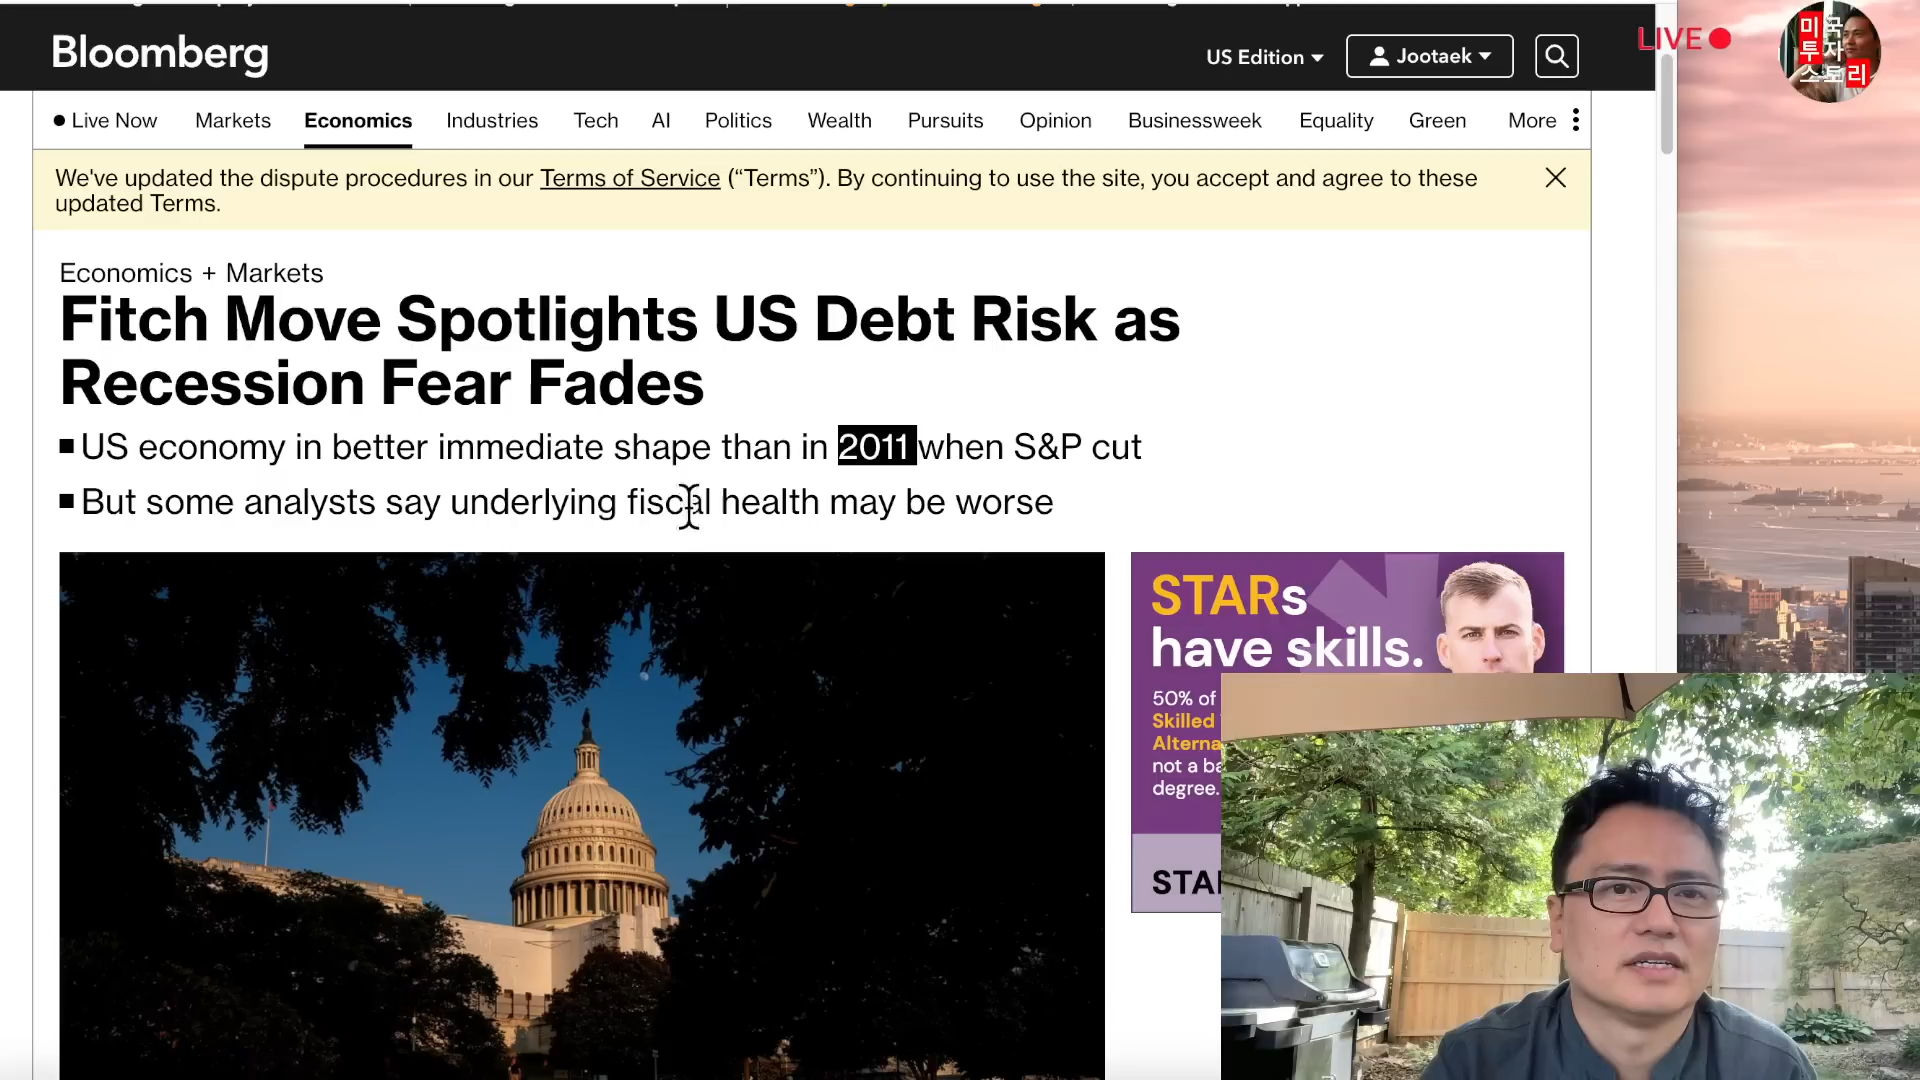 Bloomberg
US Edition
Jootaek
LIVE
미국
투자
스토리
Live Now
Markets
Economics
Industries
Tech
AI
Politics
Wealth
Pursuits
Opinion
Businessweek
Equality
Green
More
We've updated the dispute procedures in our Terms of Service (“Terms”). By continuing to use the site, you accept and agree to these
updated Terms.
Economics + Markets
Fitch Move Spotlights US Debt Risk as
Recession Fear Fades
US economy in better immediate shape than in 2011 when S&P cut
But some analysts say underlying fiscal health may be worse
STARs
have skills.
50% of
Skilled
Alterna
not a ba
degree.
STA